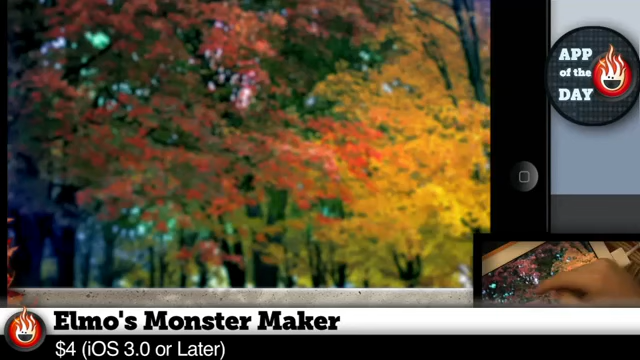 APP
of the
DAY
Elmo's Monster Maker
$4 (iOS 3.0 or Later)